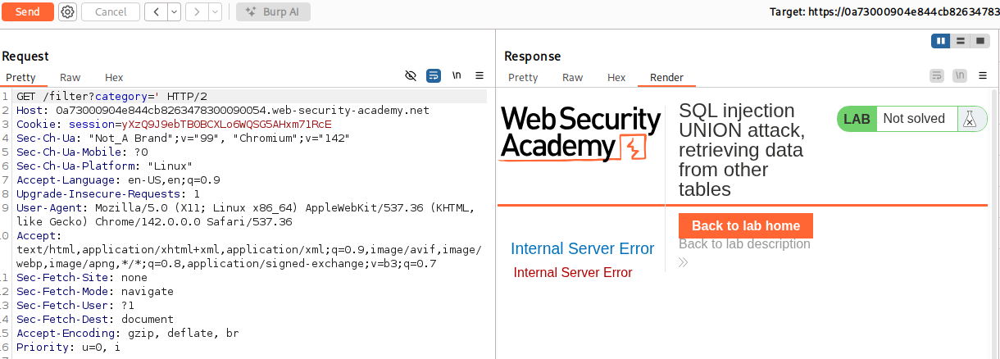 Send Cancel < > Burp AI Target: https://0a73000904e844cb82634783
Request
Pretty Raw Hex \n
1 GET /filter?category=' HTTP/2
2 Host: 0a73000904e844cb8263478300090054.web-security-academy.net
3 Cookie: session=yXzQ9J9ebTB0BCXLo6WQSG5AHxm71RcE
4 Sec-Ch-Ua: "Not_A Brand";v="99", "Chromium";v="142"
5 Sec-Ch-Ua-Mobile: ?0
6 Sec-Ch-Ua-Platform: "Linux"
7 Accept-Language: en-US,en;q=0.9
8 Upgrade-Insecure-Requests: 1
9 User-Agent: Mozilla/5.0 (X11; Linux x86_64) AppleWebKit/537.36 (KHTML,
like Gecko) Chrome/142.0.0.0 Safari/537.36
0 Accept:
text/html,application/xhtml+xml,application/xml;q=0.9,image/avif,image/
webp,image/apng,*/*;q=0.8,application/signed-exchange;v=b3;q=0.7
1 Sec-Fetch-Site: none
2 Sec-Fetch-Mode: navigate
3 Sec-Fetch-User: ?1
4 Sec-Fetch-Dest: document
5 Accept-Encoding: gzip, deflate, br
6 Priority: u=0, i
Response
Pretty Raw Hex Render \n
Web Security
Academy
SQL injection
UNION attack,
retrieving data
from other
tables
LAB Not solved
Back to lab home
Back to lab description
Internal Server Error
Internal Server Error